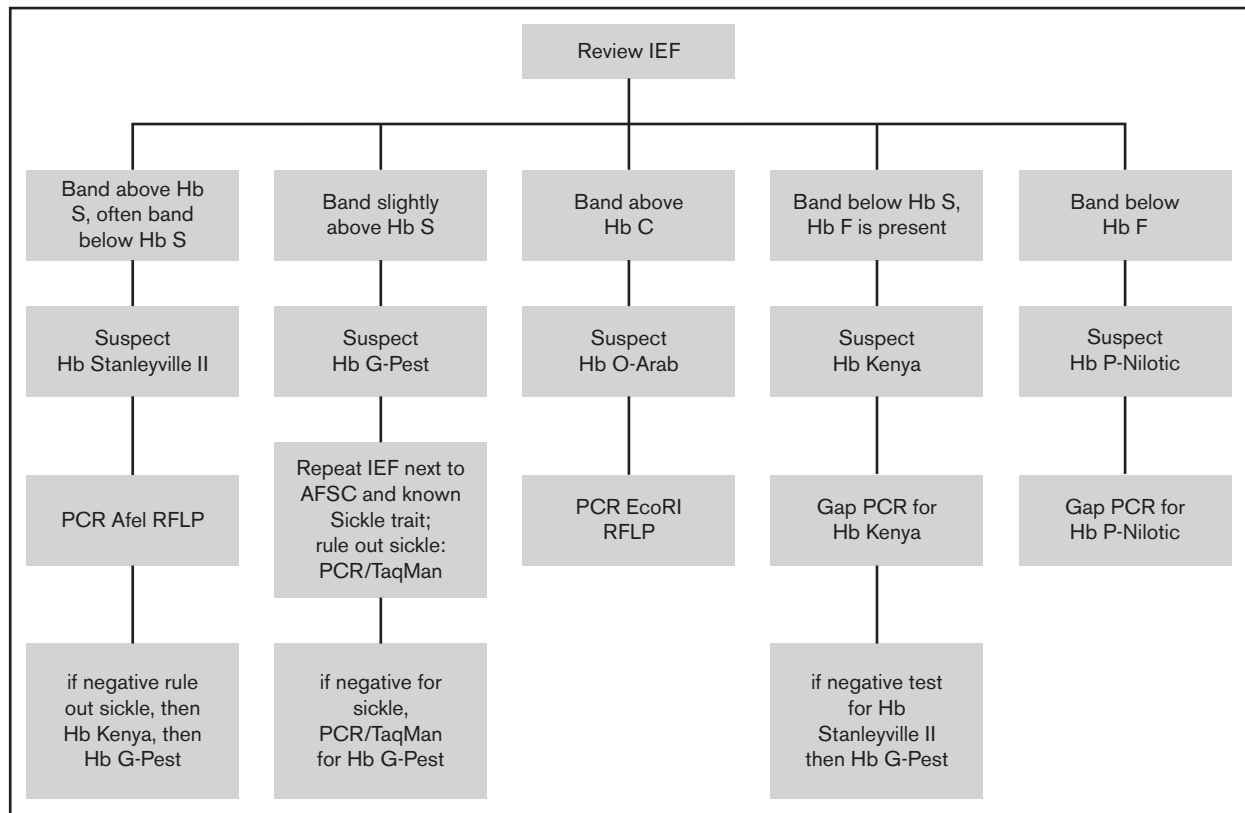 Review IEF
Band above Hb
S, often band
below Hb S
Band slightly
above Hb S
Band above
Hb C
Band below Hb S,
Hb F is present
Band below
Hb F
Suspect
Hb Stanleyville II
Suspect
Hb G-Pest
Suspect
Hb O-Arab
Suspect
Hb Kenya
Suspect
Hb P-Nilotic
PCR Afel RFLP
Repeat IEF next to
AFSC and known
Sickle trait;
rule out sickle:
PCR/TaqMan
PCR EcoRI
RFLP
Gap PCR for
Hb Kenya
Gap PCR for
Hb P-Nilotic
if negative rule
out sickle, then
Hb Kenya, then
Hb G-Pest
if negative for
sickle,
PCR/TaqMan
for Hb G-Pest
if negative test
for Hb
Stanleyville II
then Hb G-Pest